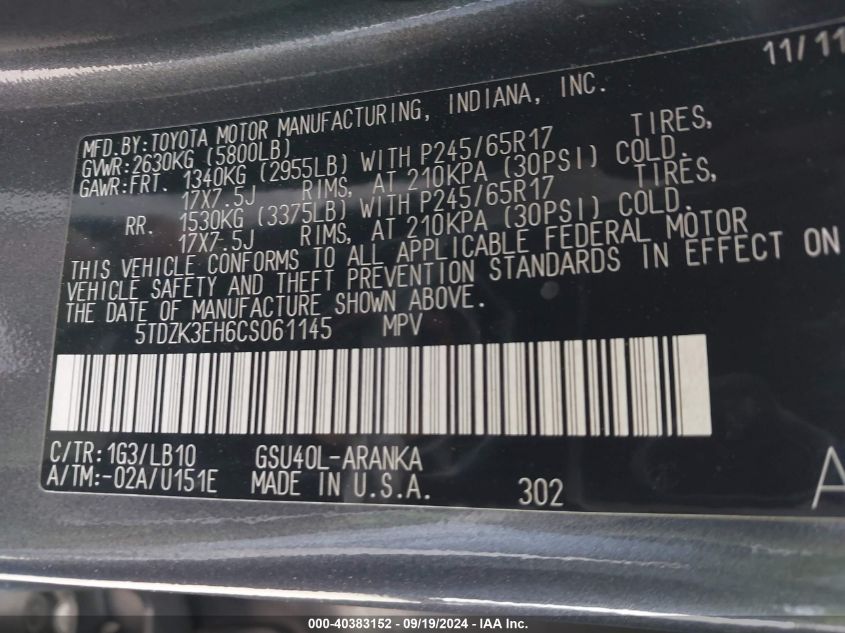 11/11
MFD.BY:TOYOTA MOTOR MANUFACTURING, INDIANA, INC.
GVWR:2630KG (5800LB)
GAWR:FRT. 1340KG (2955LB) WITH P245/65R17 TIRES,
17X7.5J RIMS, AT 210KPA (30PSI) COLD.
RR. 1530KG (3375LB) WITH P245/65R17 TIRES,
17X7.5J RIMS, AT 210KPA (30PSI) COLD.
THIS VEHICLE CONFORMS TO ALL APPLICABLE FEDERAL MOTOR
VEHICLE SAFETY AND THEFT PREVENTION STANDARDS IN EFFECT ON
THE DATE OF MANUFACTURE SHOWN ABOVE.
5TDZK3EH6CS061145 MPV
C/TR:1G3/LB10 GSU40L-ARANKA
A/TM:-02A/U151E MADE IN U.S.A. 302 A
000-40383152 - 09/19/2024 - IAAI Inc.